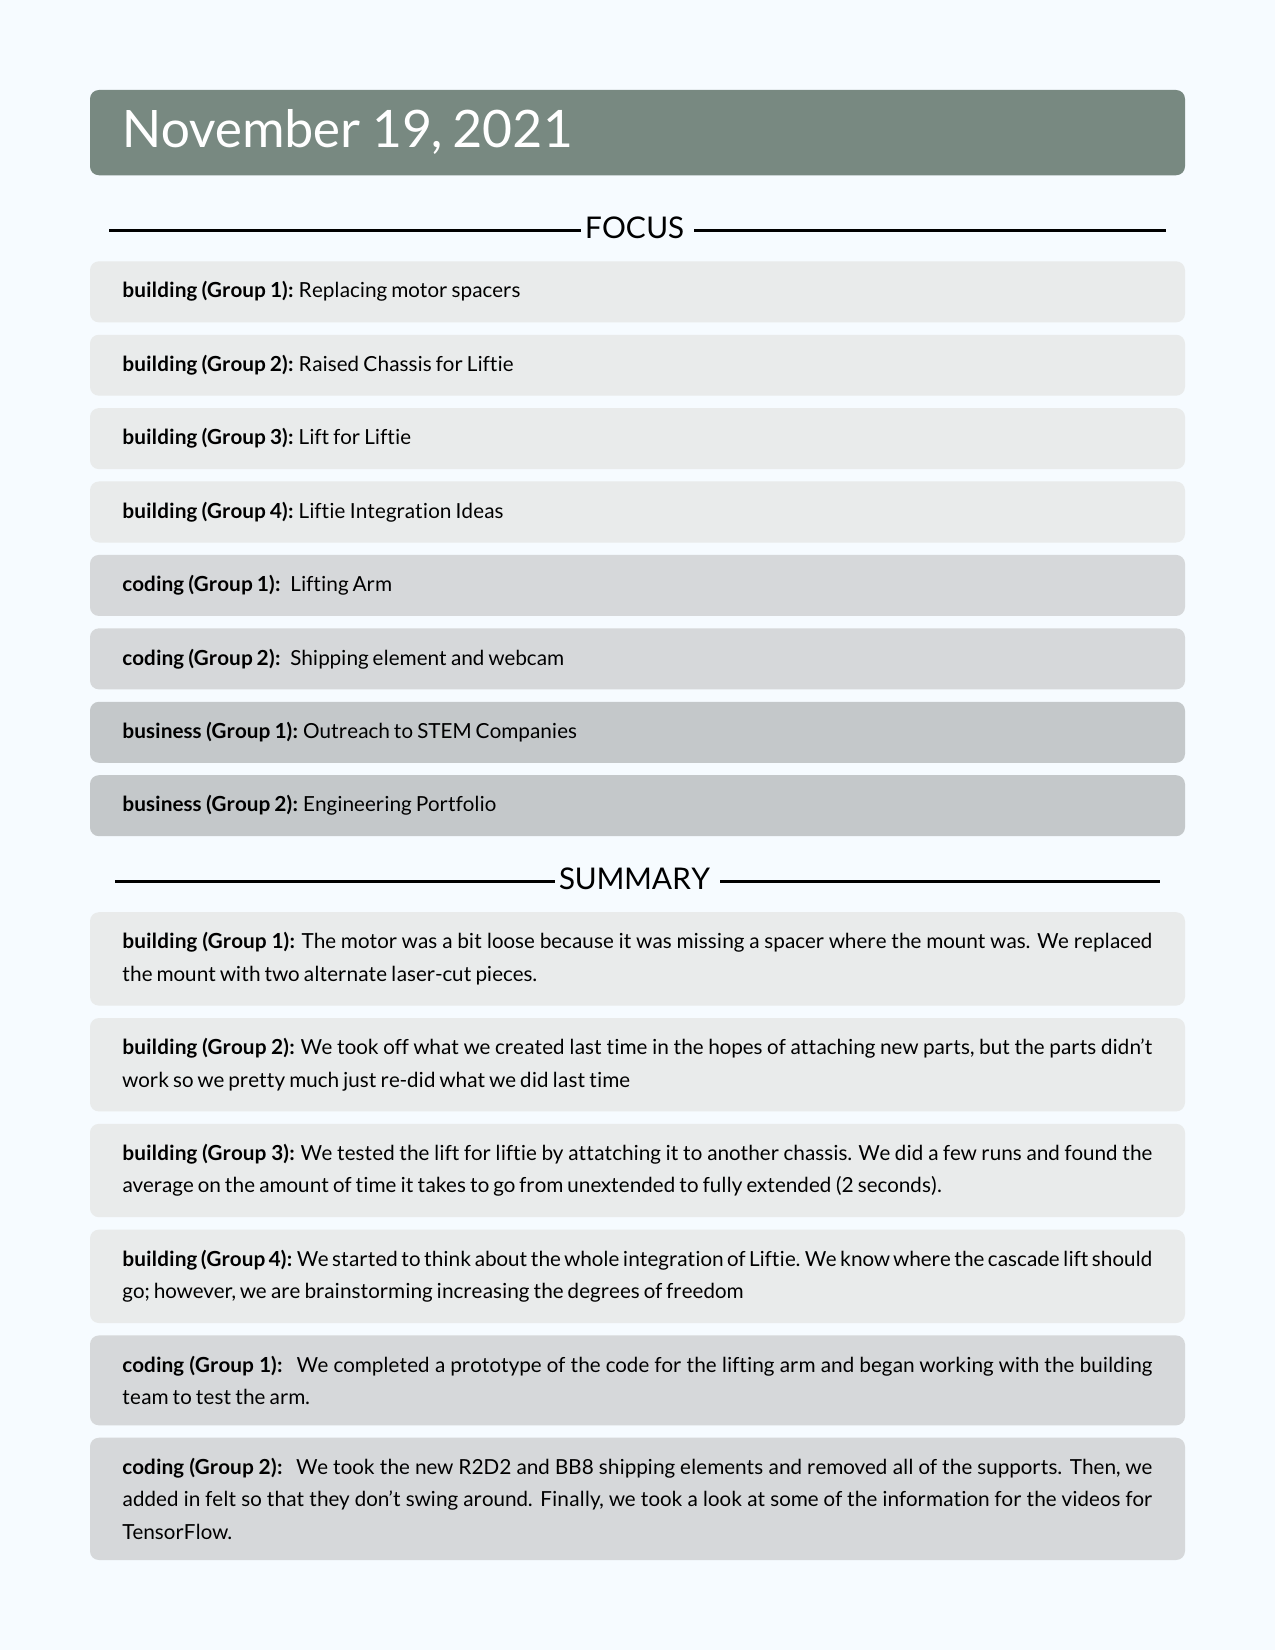 November 19, 2021
FOCUS
building (Group 1): Replacing motor spacers
building (Group 2): Raised Chassis for Liftie
building (Group 3): Lift for Liftie
building (Group 4): Liftie Integration Ideas
coding (Group 1): Lifting Arm
coding (Group 2): Shipping element and webcam
business (Group 1): Outreach to STEM Companies
business (Group 2): Engineering Portfolio
SUMMARY
building (Group 1): The motor was a bit loose because it was missing a spacer where the mount was. We replaced
the mount with two alternate laser-cut pieces.
building (Group 2): We took off what we created last time in the hopes of attaching new parts, but the parts didn’t
work so we pretty much just re-did what we did last time
building (Group 3): We tested the lift for liftie by attatching it to another chassis. We did a few runs and found the
average on the amount of time it takes to go from unextended to fully extended (2 seconds).
building (Group 4): We started to think about the whole integration of Liftie. We know where the cascade lift should
go; however, we are brainstorming increasing the degrees of freedom
coding (Group 1): We completed a prototype of the code for the lifting arm and began working with the building
team to test the arm.
coding (Group 2): We took the new R2D2 and BB8 shipping elements and removed all of the supports. Then, we
added in felt so that they don’t swing around. Finally, we took a look at some of the information for the videos for
TensorFlow.